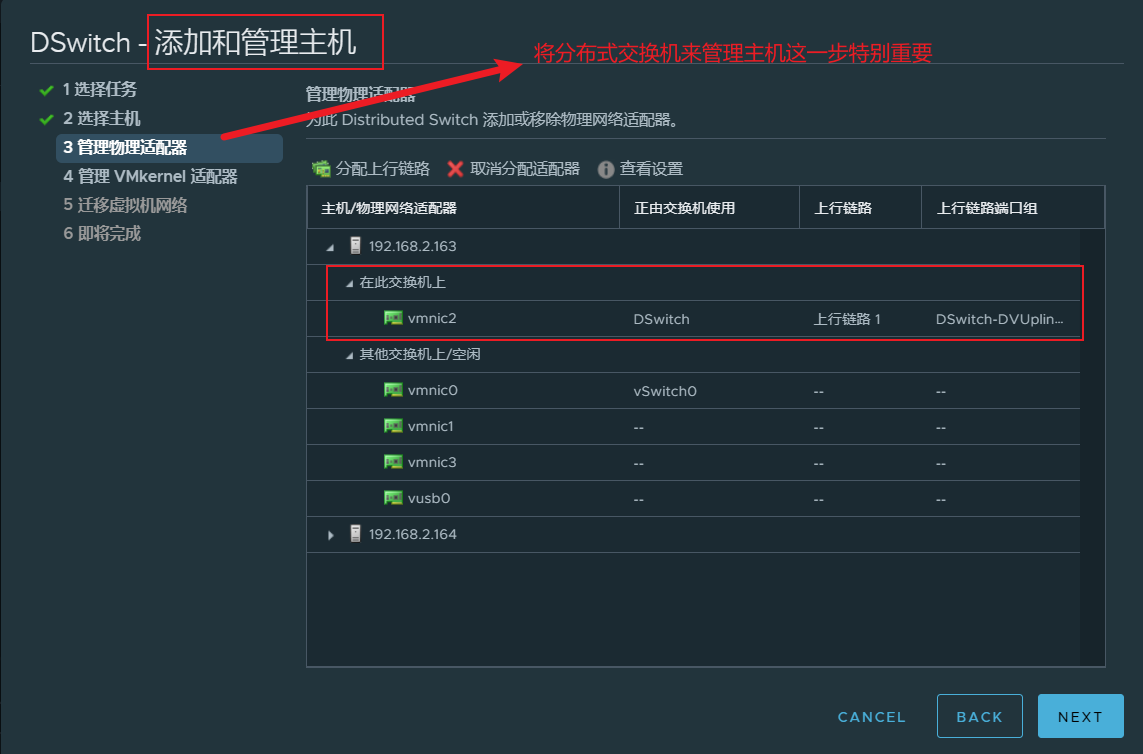 DSwitch - 添加和管理主机
将分布式交换机来管理主机这一步特别重要
1 选择任务
2 选择主机
3 管理物理适配器
4 管理 VMkernel 适配器
5 迁移虚拟机网络
6 即将完成
管理物理适配器
为此 Distributed Switch 添加或移除物理网络适配器。
分配上行链路 取消分配适配器 查看设置
主机/物理网络适配器 正由交换机使用 上行链路 上行链路端口组
192.168.2.163
在此交换机上
vmnic2 DSwitch 上行链路 1 DSwitch-DVUplin...
其他交换机上/空闲
vmnic0 vSwitch0 -- --
vmnic1 -- -- --
vmnic3 -- -- --
vusb0 -- -- --
192.168.2.164
CANCEL BACK NEXT